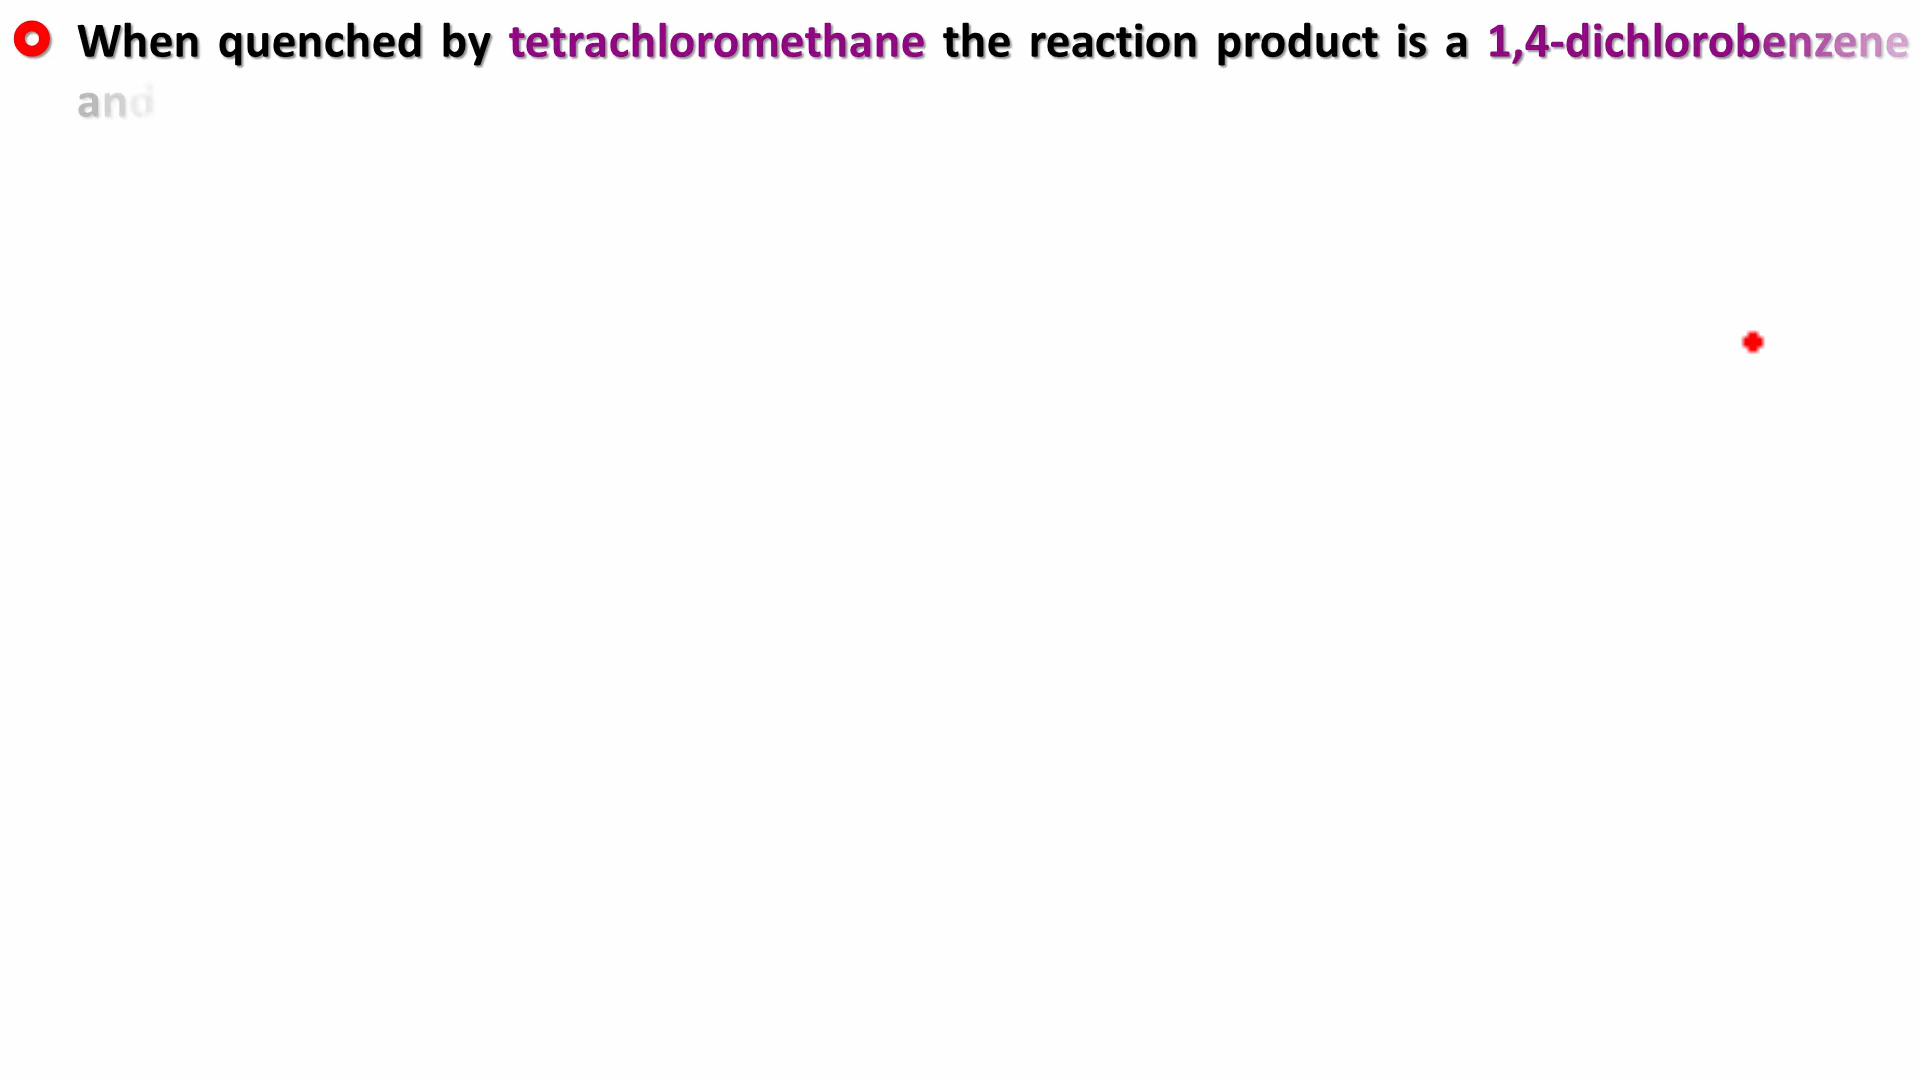 When quenched by tetrachloromethane the reaction product is a 1,4-dichlorobenzene
and